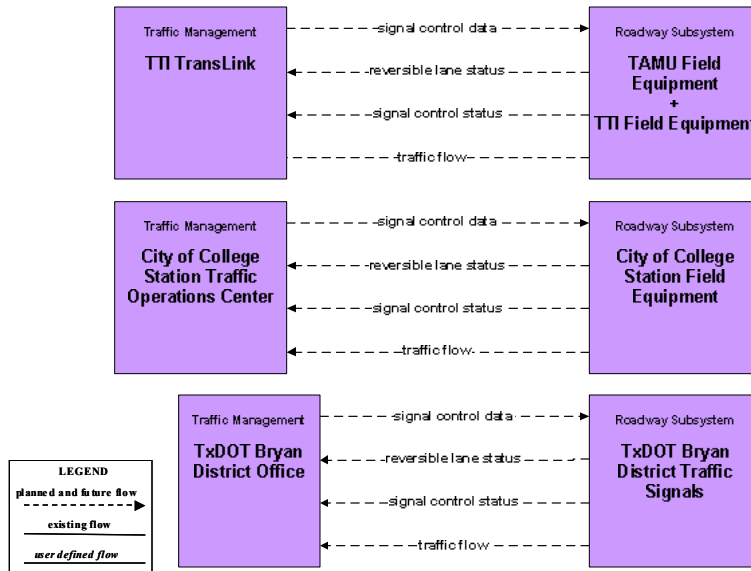 Traffic Management
TTI TransLink
signal control data
reversible lane status
signal control status
traffic flow
Roadway Subsystem
TAMU Field
Equipment
+
TTI Field Equipment
Traffic Management
City of College
Station Traffic
Operations Center
signal control data
reversible lane status
signal control status
traffic flow
Roadway Subsystem
City of College
Station Field
Equipment
Traffic Management
TxDOT Bryan
District Office
signal control data
reversible lane status
signal control status
traffic flow
Roadway Subsystem
TxDOT Bryan
District Traffic
Signals
LEGEND
planned and future flow
existing flow
user defined flow